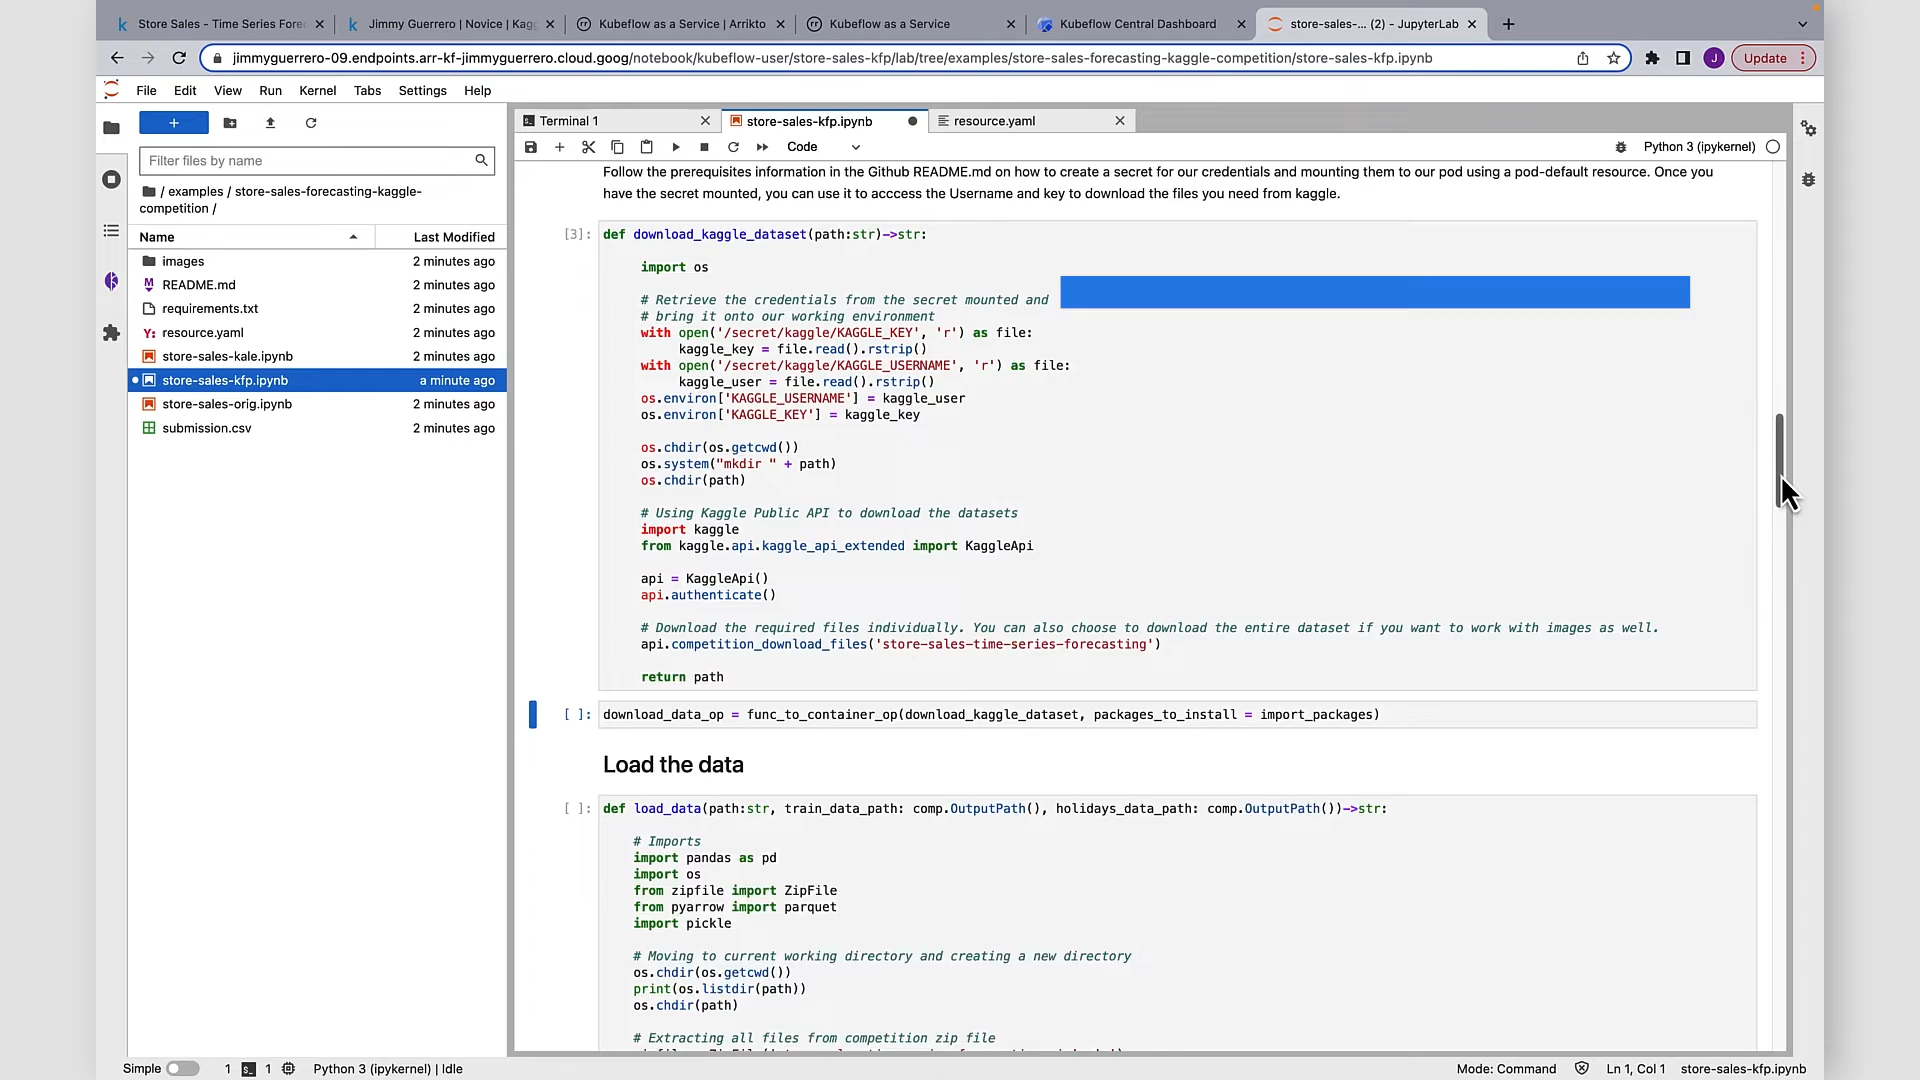 Store Sales - Time Series Fore
Jimmy Guerrero | Novice | Kagg
Kubeflow as a Service | Arrikto
Kubeflow as a Service
Kubeflow Central Dashboard
store-sales-... (2) - JupyterLab
jimmyguerrero-09.endpoints.arr-kf-jimmyguerrero.cloud.goog/notebook/kubeflow-user/store-sales-kfp/lab/tree/examples/store-sales-forecasting-kaggle-competition/store-sales-kfp.ipynb
J
Update
File Edit View Run Kernel Tabs Settings Help
Filter files by name
/ examples / store-sales-forecasting-kaggle-
competition /
Name Last Modified
images 2 minutes ago
README.md 2 minutes ago
requirements.txt 2 minutes ago
Y: resource.yaml 2 minutes ago
store-sales-kale.ipynb 2 minutes ago
store-sales-kfp.ipynb a minute ago
store-sales-orig.ipynb 2 minutes ago
submission.csv 2 minutes ago
Terminal 1
store-sales-kfp.ipynb
resource.yaml
Code
Python 3 (ipykernel)
Follow the prerequisites information in the Github README.md on how to create a secret for our credentials and mounting them to our pod using a pod-default resource. Once you
have the secret mounted, you can use it to acccess the Username and key to download the files you need from kaggle.
[3]: def download_kaggle_dataset(path:str)->str:
import os
# Retrieve the credentials from the secret mounted and
# bring it onto our working environment
with open('/secret/kaggle/KAGGLE_KEY', 'r') as file:
kaggle_key = file.read().rstrip()
with open('/secret/kaggle/KAGGLE_USERNAME', 'r') as file:
kaggle_user = file.read().rstrip()
os.environ['KAGGLE_USERNAME'] = kaggle_user
os.environ['KAGGLE_KEY'] = kaggle_key
os.chdir(os.getcwd())
os.system("mkdir " + path)
os.chdir(path)
# Using Kaggle Public API to download the datasets
import kaggle
from kaggle.api.kaggle_api_extended import KaggleApi
api = KaggleApi()
api.authenticate()
# Download the required files individually. You can also choose to download the entire dataset if you want to work with images as well.
api.competition_download_files('store-sales-time-series-forecasting')
return path
[ ]: download_data_op = func_to_container_op(download_kaggle_dataset, packages_to_install = import_packages)
Load the data
[ ]: def load_data(path:str, train_data_path: comp.OutputPath(), holidays_data_path: comp.OutputPath())->str:
# Imports
import pandas as pd
import os
from zipfile import ZipFile
from pyarrow import parquet
import pickle
# Moving to current working directory and creating a new directory
os.chdir(os.getcwd())
print(os.listdir(path))
os.chdir(path)
# Extracting all files from competition zip file
Simple 1 1 Python 3 (ipykernel) | Idle
Mode: Command Ln 1, Col 1 store-sales-kfp.ipynb